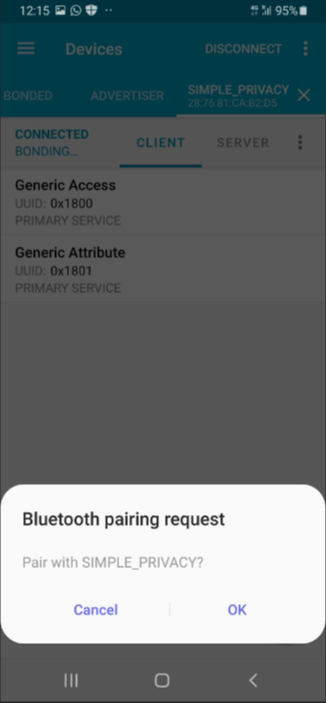 12:15 95%
Devices DISCONNECT
BONDED ADVERTISER SIMPLE_PRIVACY
28:76:81:CA:B2:D5
CONNECTED CLIENT SERVER
BONDING...
Generic Access
UUID: 0x1800
PRIMARY SERVICE
Generic Attribute
UUID: 0x1801
PRIMARY SERVICE
Bluetooth pairing request
Pair with SIMPLE_PRIVACY?
Cancel OK